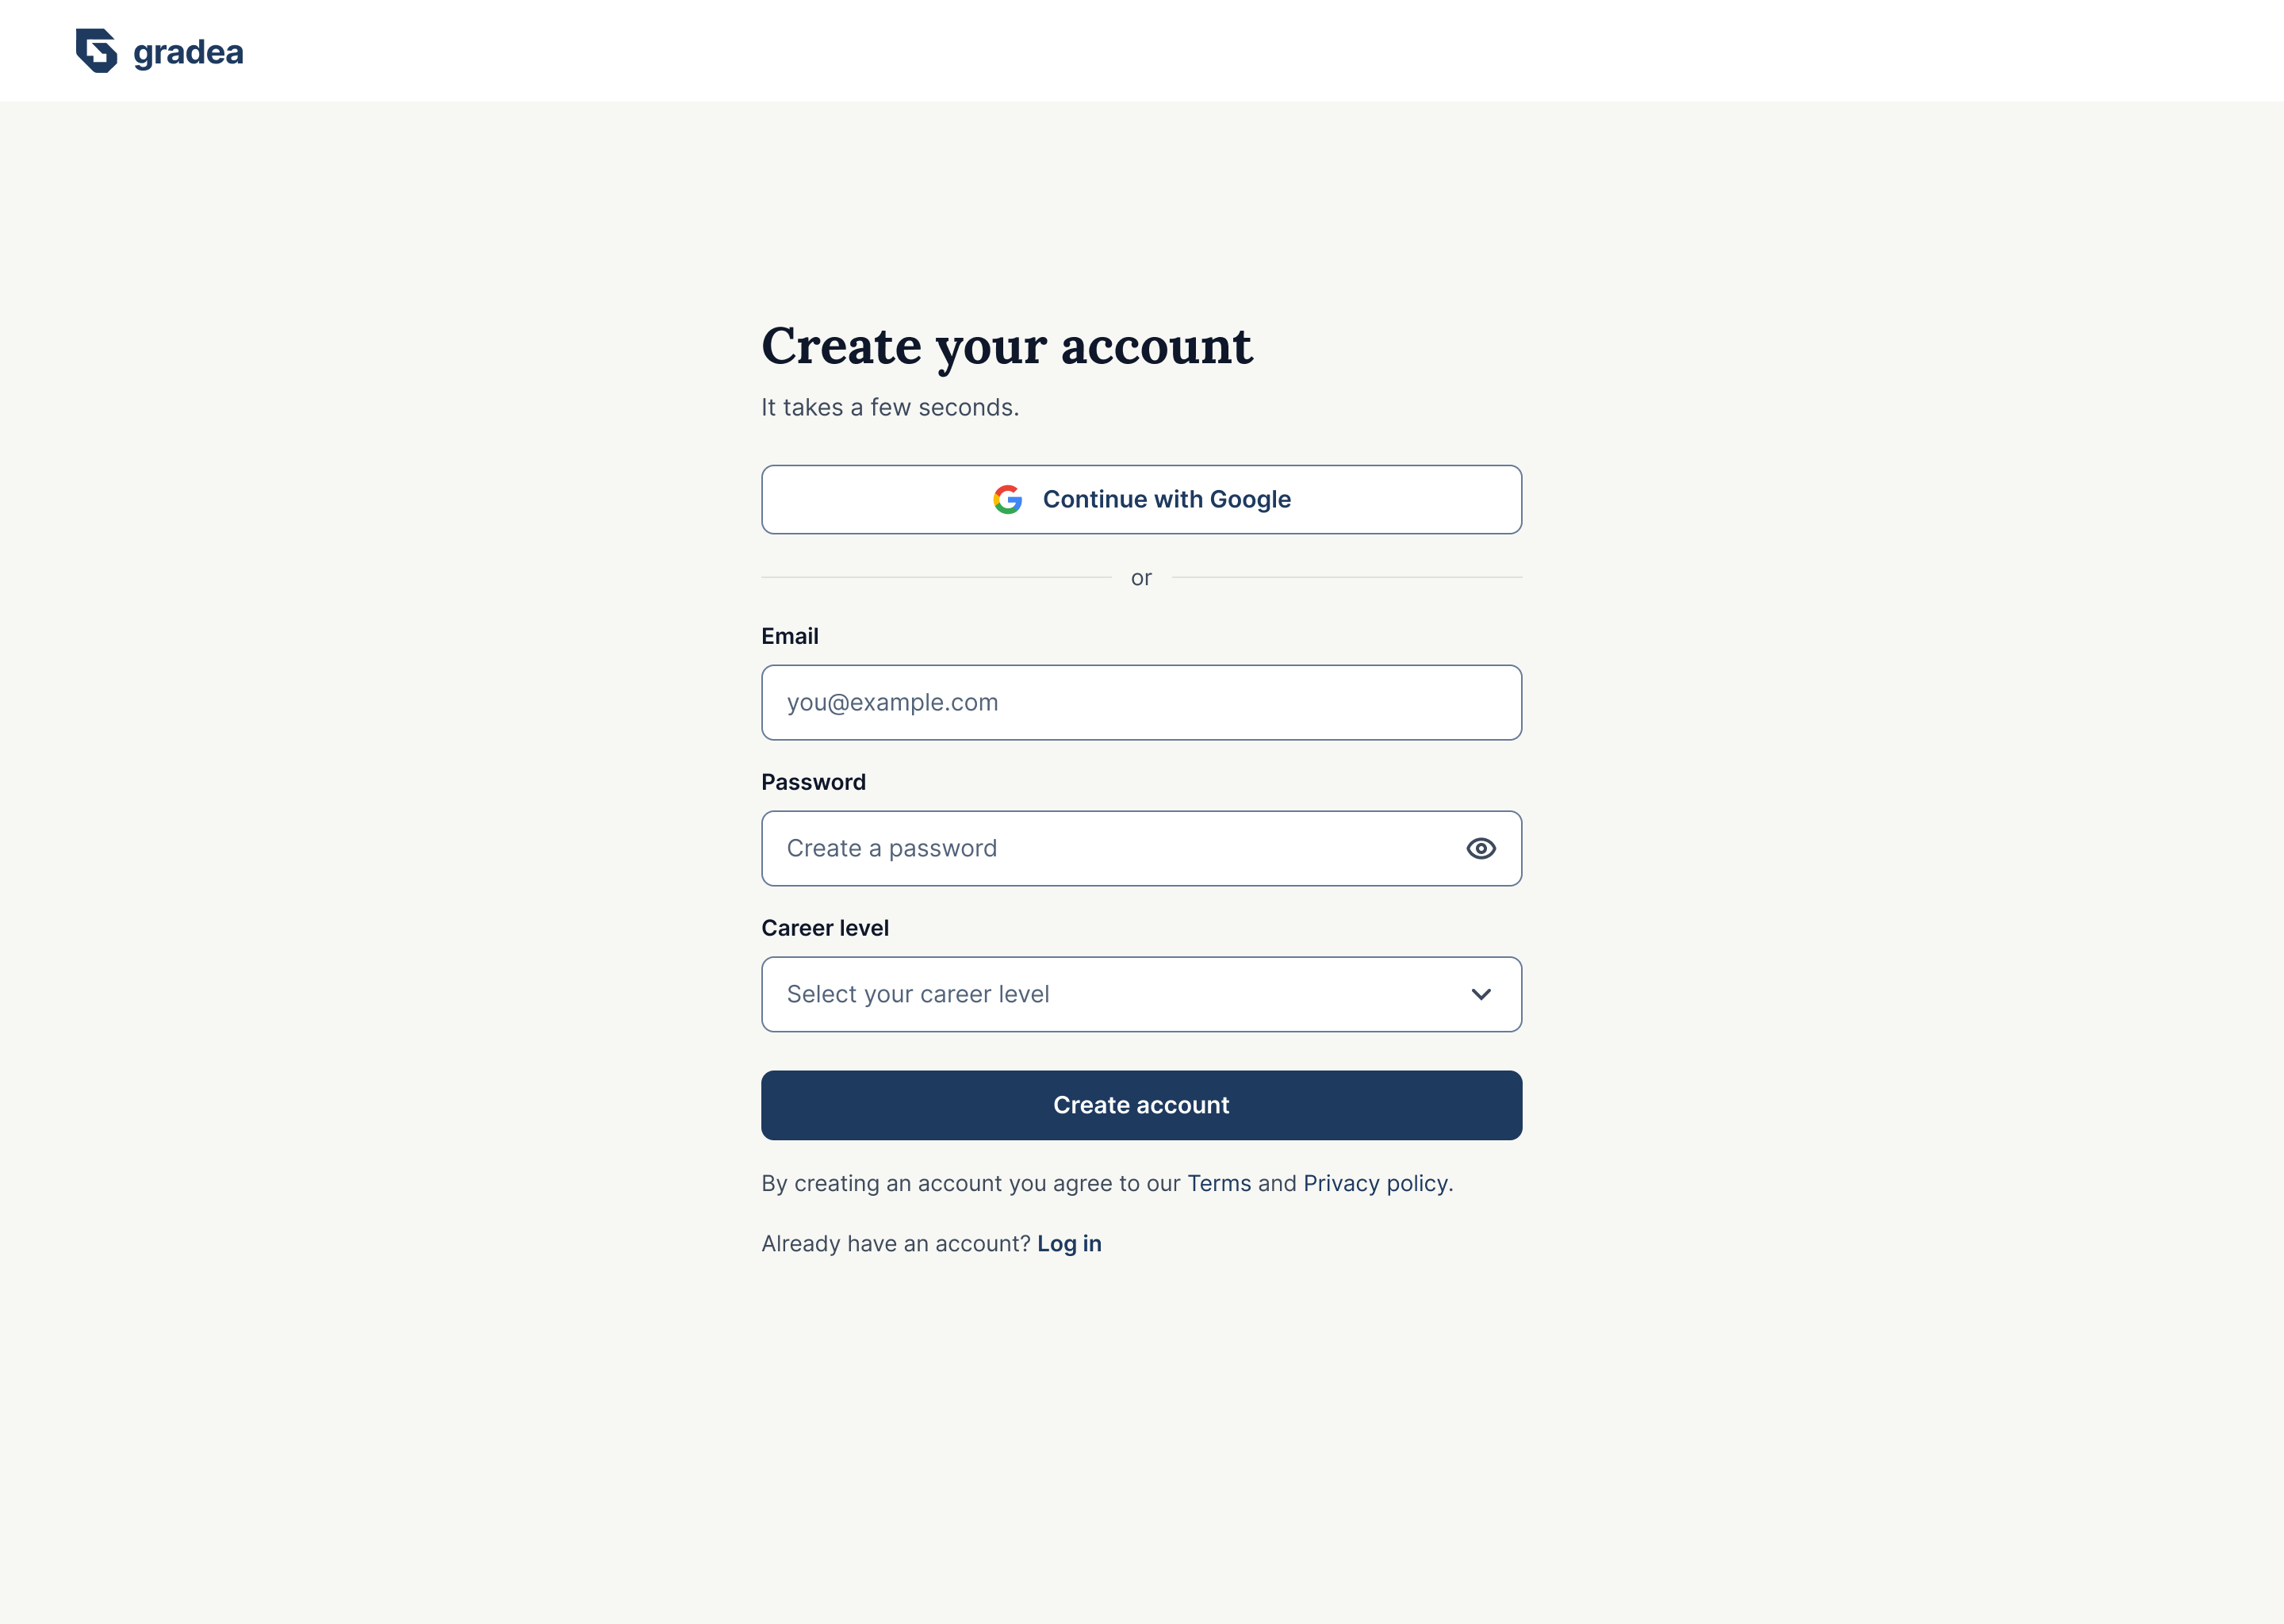 gradea
Create your account
It takes a few seconds.
Continue with Google
or
Email
you@example.com
Password
Create a password
Career level
Select your career level
Create account
By creating an account you agree to our Terms and Privacy policy.
Already have an account? Log in